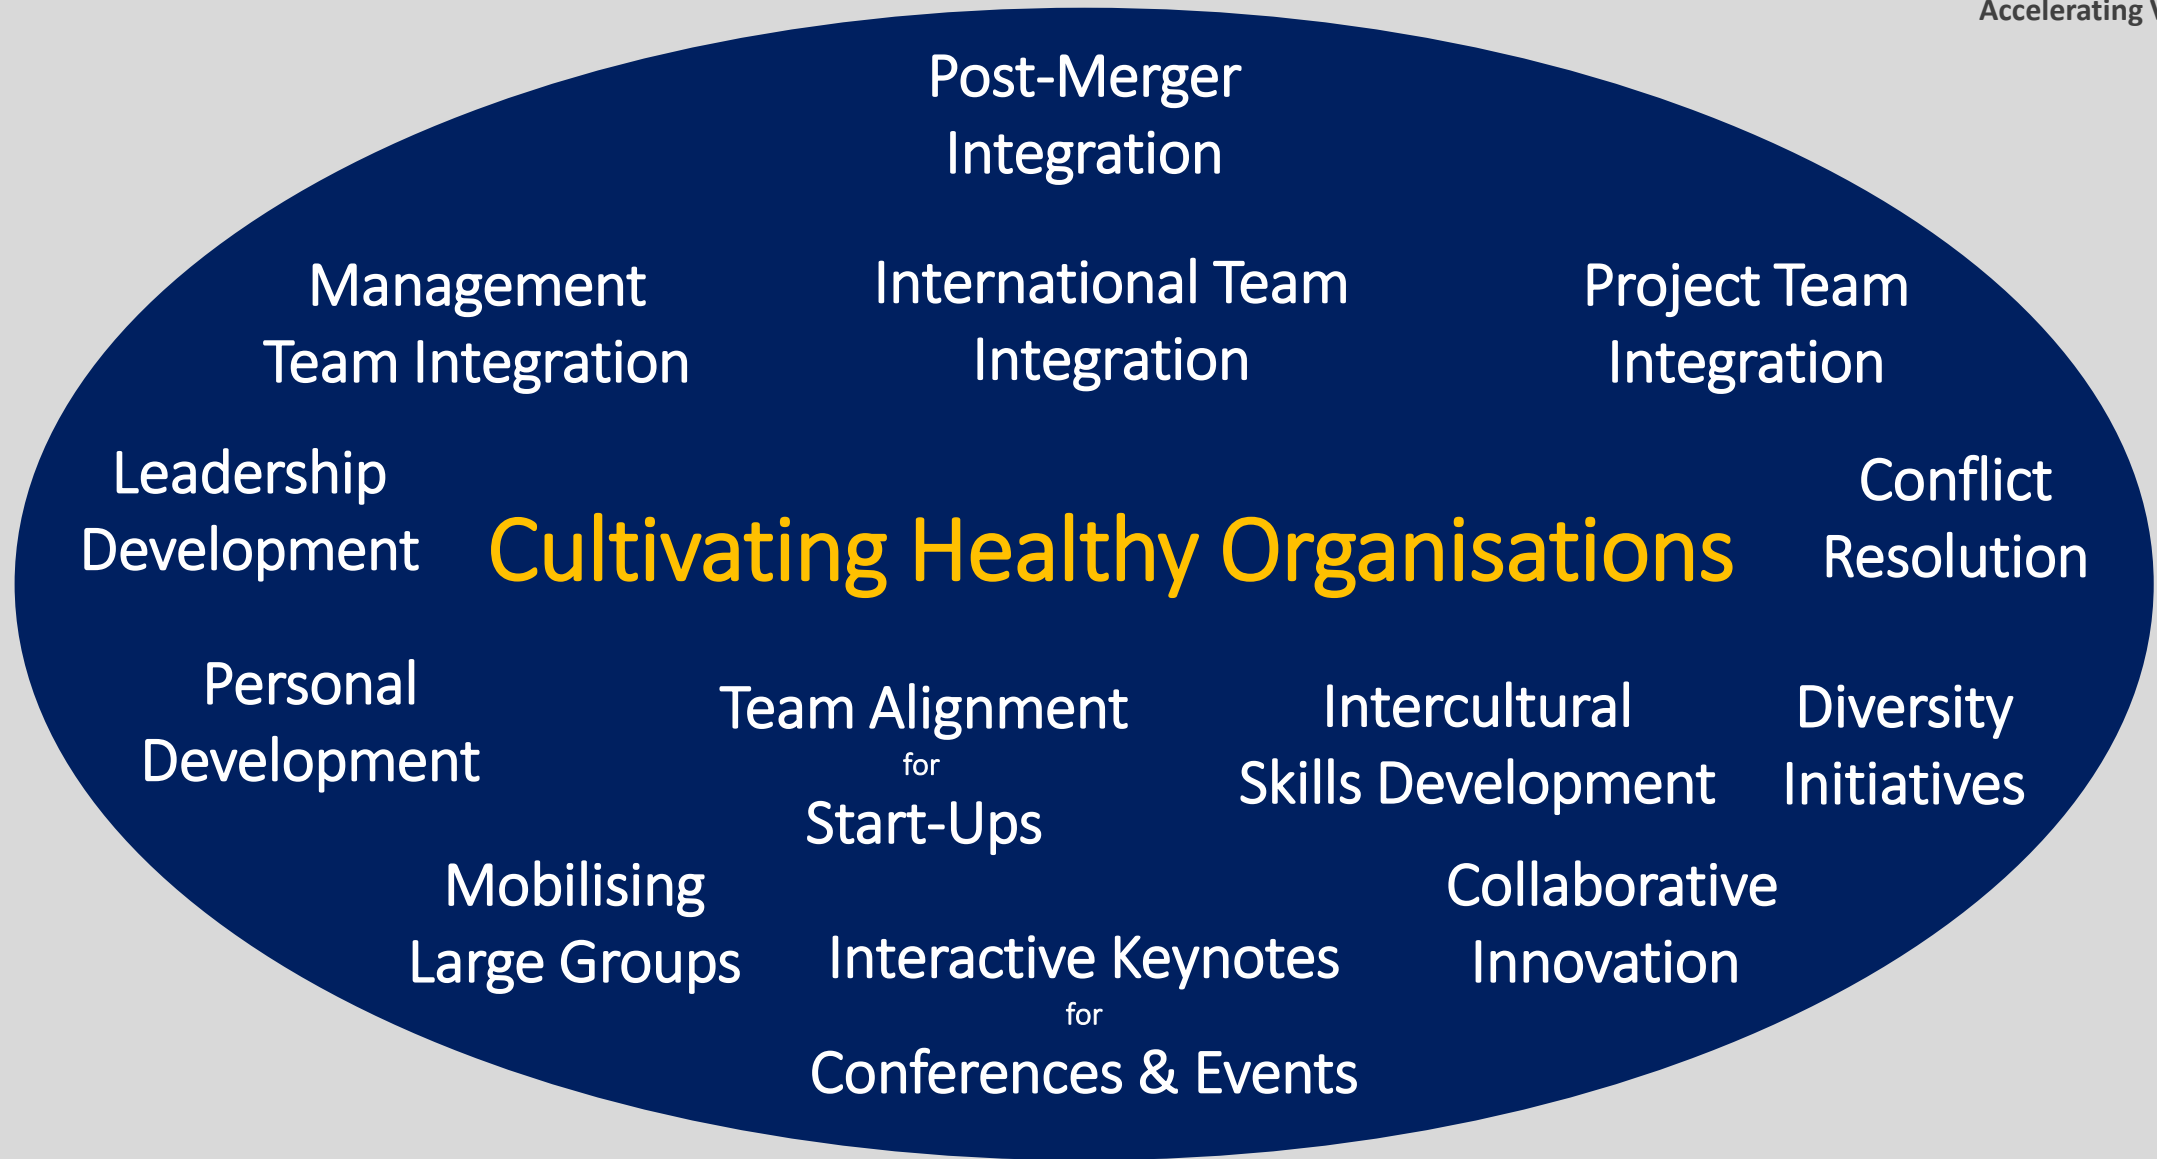 Accelerating
Post-Merger
Integration
Management
Team Integration
International Team
Integration
Project Team
Integration
Leadership
Development
Cultivating Healthy Organisations
Conflict
Resolution
Personal
Development
Team Alignment
for
Start-Ups
Intercultural
Skills Development
Diversity
Initiatives
Mobilising
Large Groups
Interactive Keynotes
for
Conferences & Events
Collaborative
Innovation